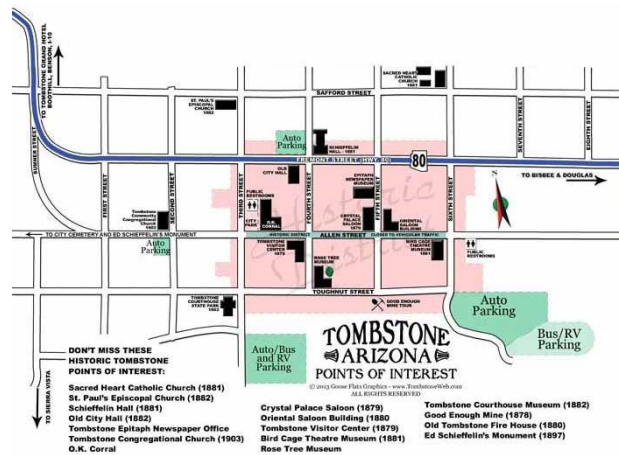 TO TOMBSTONE GRAND HOTEL
BOOTHILL, BENSON, I-10
SUMNER STREET
ST. PAUL'S
EPISCOPAL
CHURCH
1882
SACRED HEART
CATHOLIC
CHURCH
1881
SAFFORD STREET
Auto
Parking
SCHIEFFELIN
HALL - 1881
FREMONT STREET (HWY. 80)
80
SEVENTH STREET
EIGHTH STREET
TO BISBEE & DOUGLAS
OLD
CITY HALL
EPITAPH
NEWSPAPER
MUSEUM
FIRST STREET
SECOND STREET
THIRD STREET
FOURTH STREET
FIFTH STREET
SIXTH STREET
N
Historic
District
PUBLIC
RESTROOMS
CITY
PARK
O.K.
CORRAL
CRYSTAL
PALACE
SALOON
1879
ORIENTAL
SALOON
BUILDING
Tombstone
Community
Congregational
Church
1903
TO CITY CEMETERY AND ED SCHIEFFELIN'S MONUMENT
HISTORIC DISTRICT
ALLEN STREET
CLOSED TO VEHICULAR TRAFFIC
Auto
Parking
TOMBSTONE
VISITOR
CENTER
1879
ROSE TREE
MUSEUM
BIRD CAGE
THEATRE
MUSEUM
1881
PUBLIC
RESTROOMS
TOUGHNUT STREET
TOMBSTONE
COURTHOUSE
STATE PARK
1882
GOOD ENOUGH
MINE TOUR
Auto
Parking
Bus/RV
Parking
Auto/Bus
and RV
Parking
TO SIERRA VISTA
TOMBSTONE
ARIZONA
POINTS OF INTEREST
© 2013 Goose Flats Graphics - www.TombstoneWeb.com
ALL RIGHTS RESERVED
DON'T MISS THESE
HISTORIC TOMBSTONE
POINTS OF INTEREST:
Sacred Heart Catholic Church (1881)
St. Paul's Episcopal Church (1882)
Schieffelin Hall (1881)
Old City Hall (1882)
Tombstone Epitaph Newspaper Office
Tombstone Congregational Church (1903)
O.K. Corral
Crystal Palace Saloon (1879)
Oriental Saloon Building (1880
Tombstone Visitor Center (1879)
Bird Cage Theatre Museum (1881)
Rose Tree Museum
Tombstone Courthouse Museum (1882)
Good Enough Mine (1878)
Old Tombstone Fire House (1880)
Ed Schieffelin's Monument (1897)